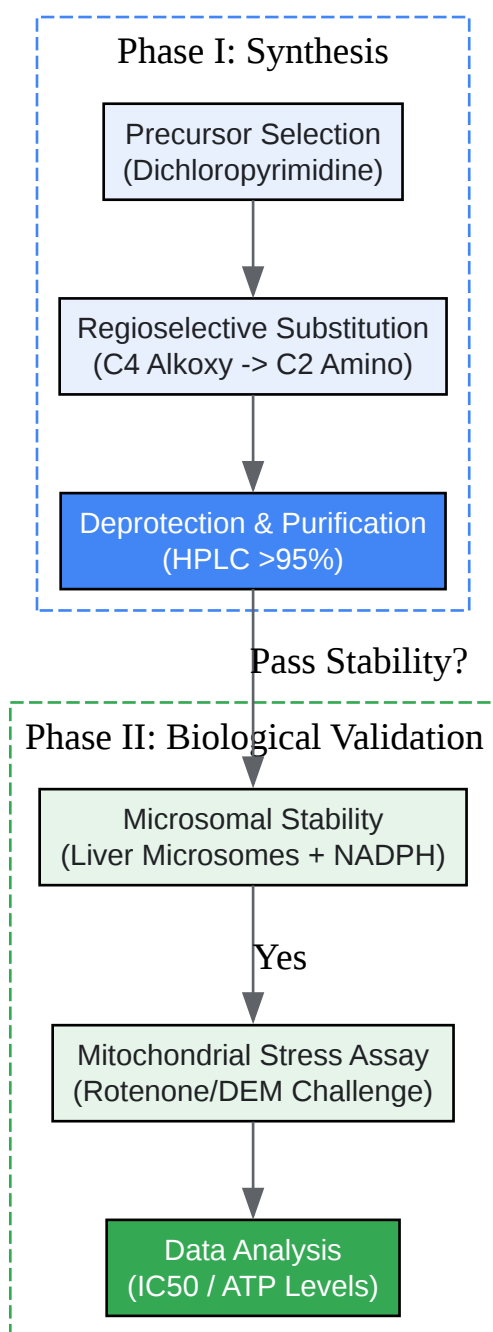 Phase I: Synthesis
Precursor Selection
(Dichloropyrimidine)
Regioselective Substitution
(C4 Alkoxy -> C2 Amino)
Deprotection & Purification
(HPLC >95%)
Pass Stability?
Phase II: Biological Validation
Microsomal Stability
(Liver Microsomes + NADPH)
Yes
Mitochondrial Stress Assay
(Rotenone/DEM Challenge)
Data Analysis
(IC50 / ATP Levels)